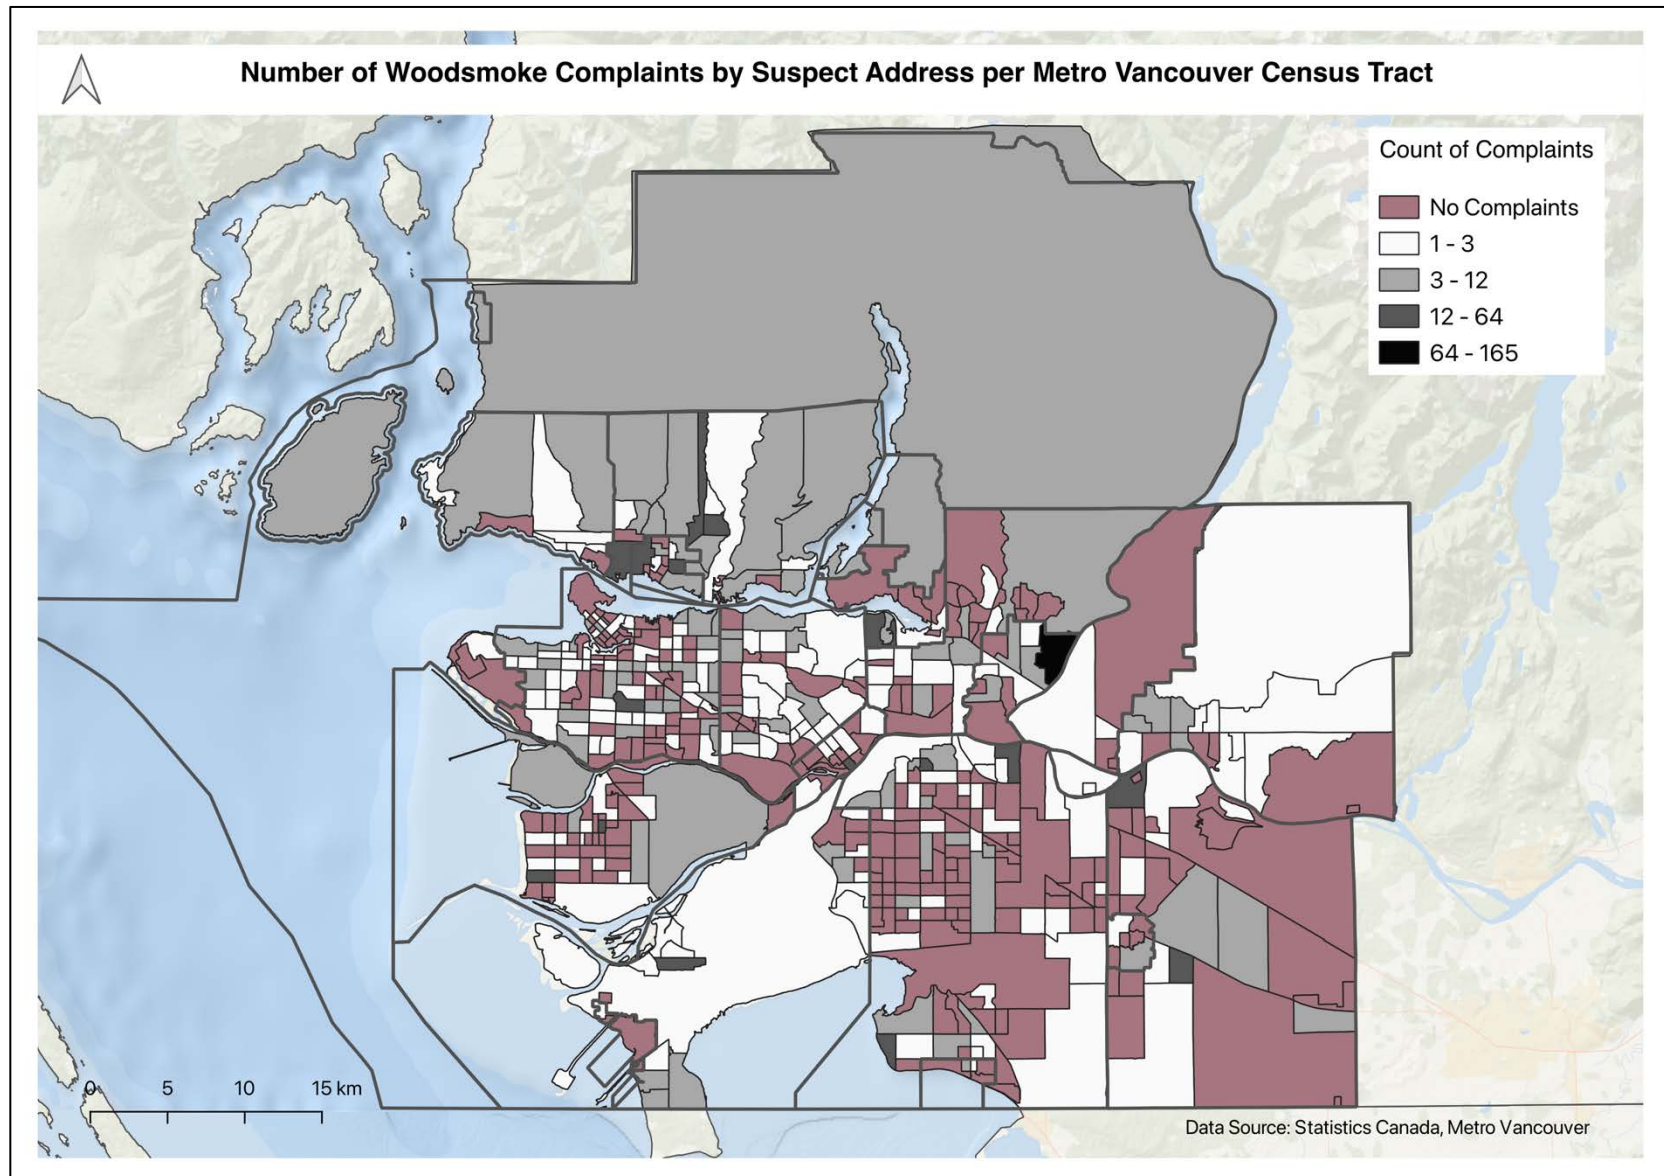 Number of Woodsmoke Complaints by Suspect Address per Metro Vancouver Census Tract
Count of Complaints
No Complaints
1 - 3
3 - 12
12 - 64
64 - 165
0 5 10 15 km
Data Source: Statistics Canada, Metro Vancouver